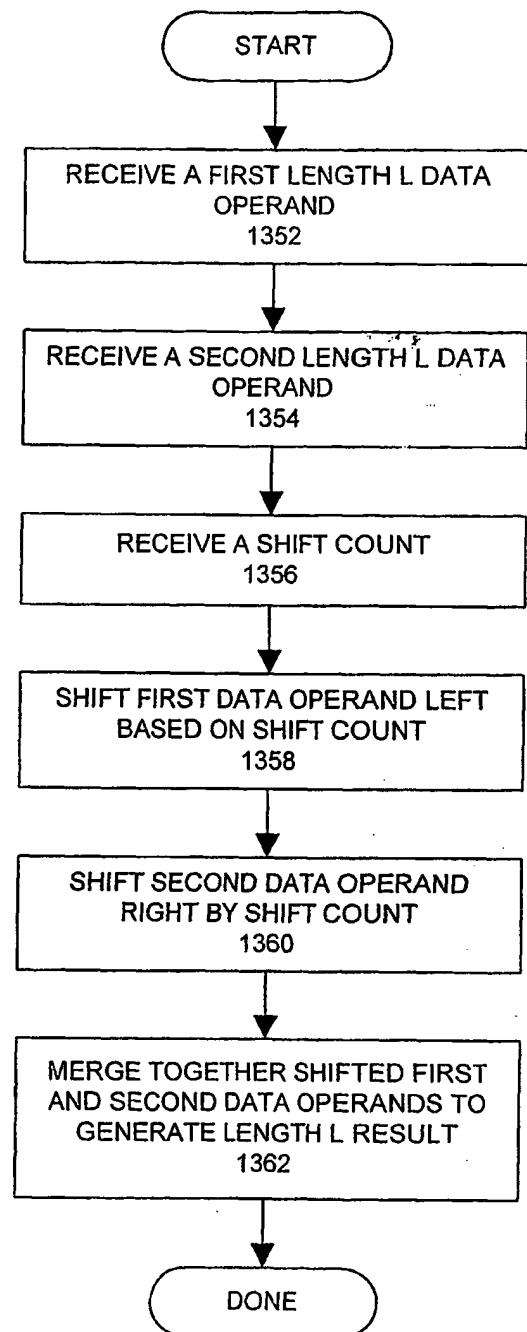 START
RECEIVE A FIRST LENGTH L DATA
OPERAND
1352
RECEIVE A SECOND LENGTH L DATA
OPERAND
1354
RECEIVE A SHIFT COUNT
1356
SHIFT FIRST DATA OPERAND LEFT
BASED ON SHIFT COUNT
1358
SHIFT SECOND DATA OPERAND
RIGHT BY SHIFT COUNT
1360
MERGE TOGETHER SHIFTED FIRST
AND SECOND DATA OPERANDS TO
GENERATE LENGTH L RESULT
1362
DONE